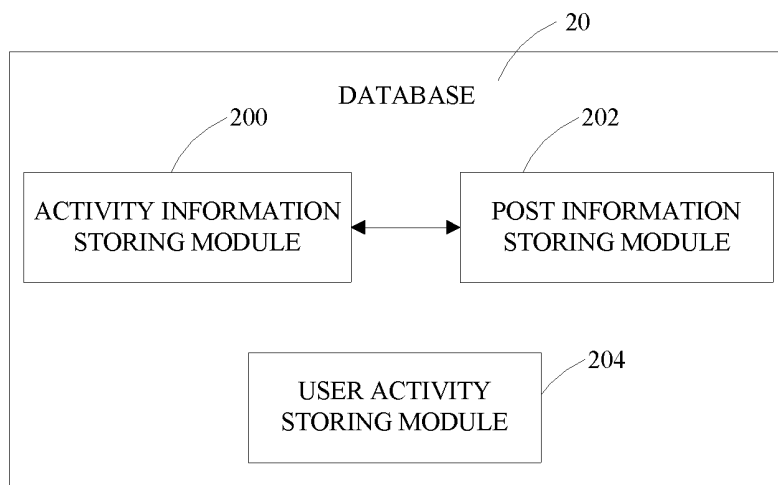 20
DATABASE
200
202
ACTIVITY INFORMATION
STORING MODULE
POST INFORMATION
STORING MODULE
204
USER ACTIVITY
STORING MODULE